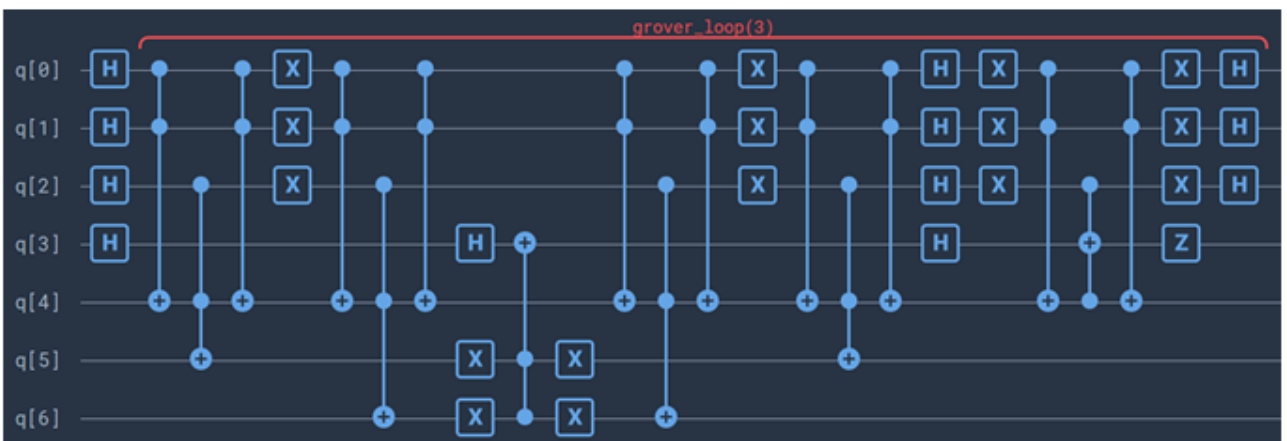 grover_loop(3)
q[0] H X X H X X H
q[1] H X X H X X H
q[2] H X X H X X H
q[3] H H H Z
q[4]
q[5] X X
q[6] X X